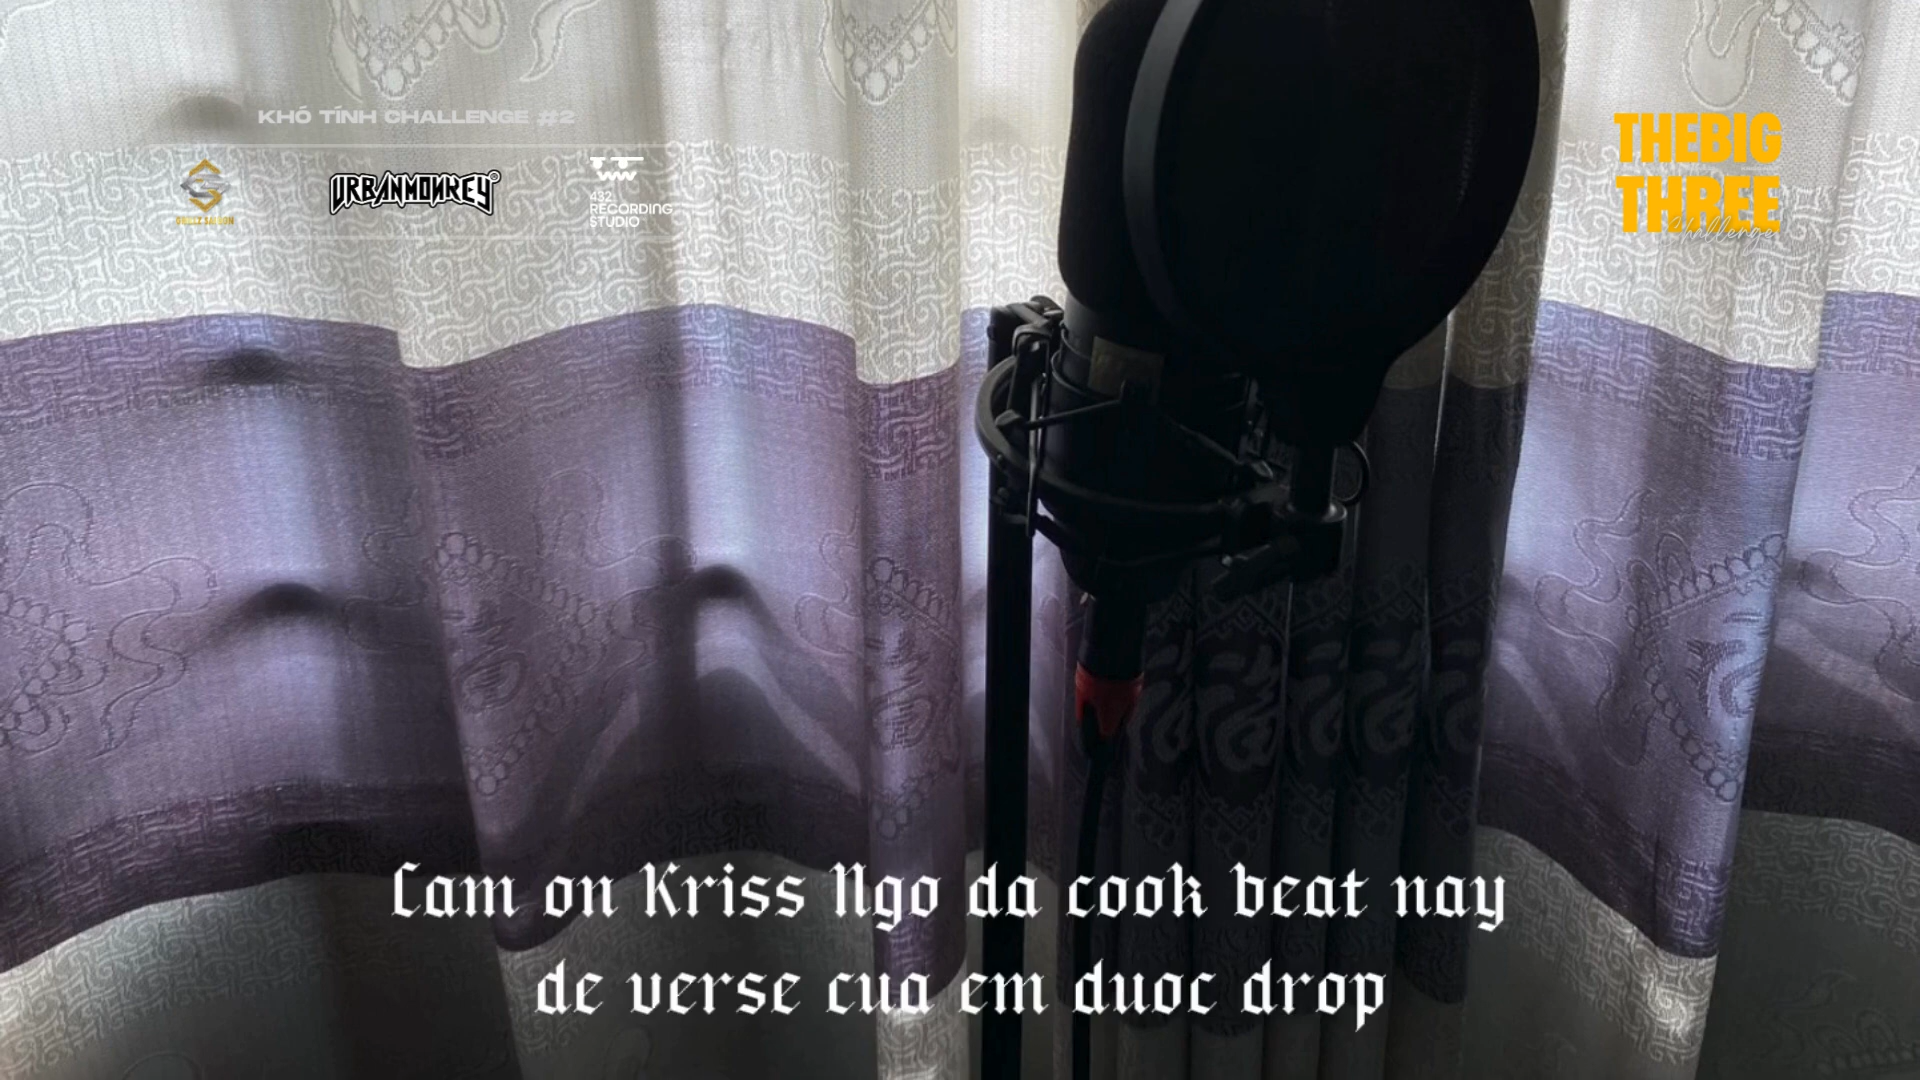 KHÓ TÍNH CHALLENGE #2
URBANMONKEY®
432
RECORDING
STUDIO
THEBIG
THREE
Challenge
Cam on Kriss Ngo da cook beat nay
de verse cua em duoc drop